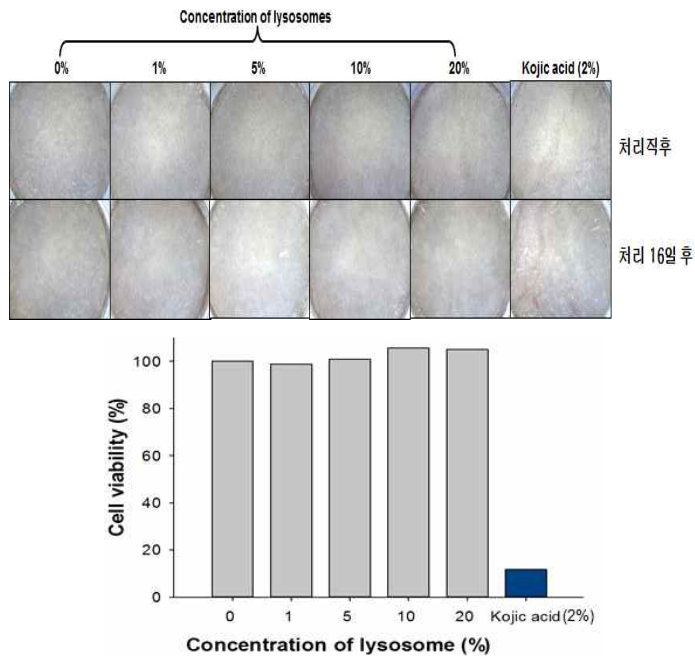 Concentration of lysosomes
0% 1% 5% 10% 20% Kojic acid (2%)
처리직후
처리 16일 후
100
80
60
40
20
0
Cell viability (%)
0 1 5 10 20 Kojic acid (2%)
Concentration of lysosome (%)